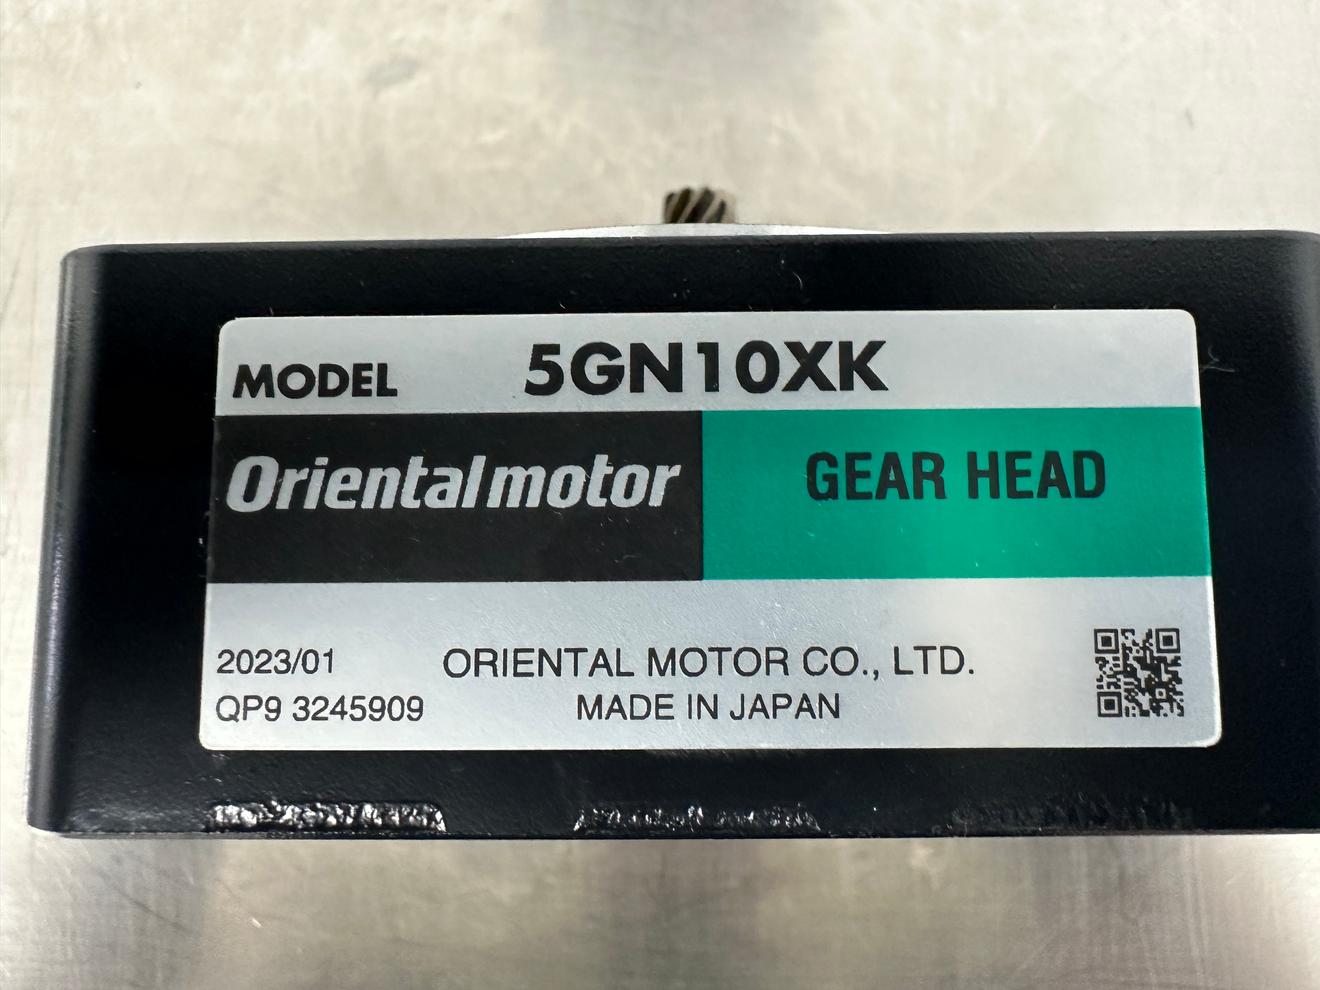 MODEL 5GN10XK
Orientalmotor
GEAR HEAD
2023/01
QP9 3245909
ORIENTAL MOTOR CO., LTD.
MADE IN JAPAN